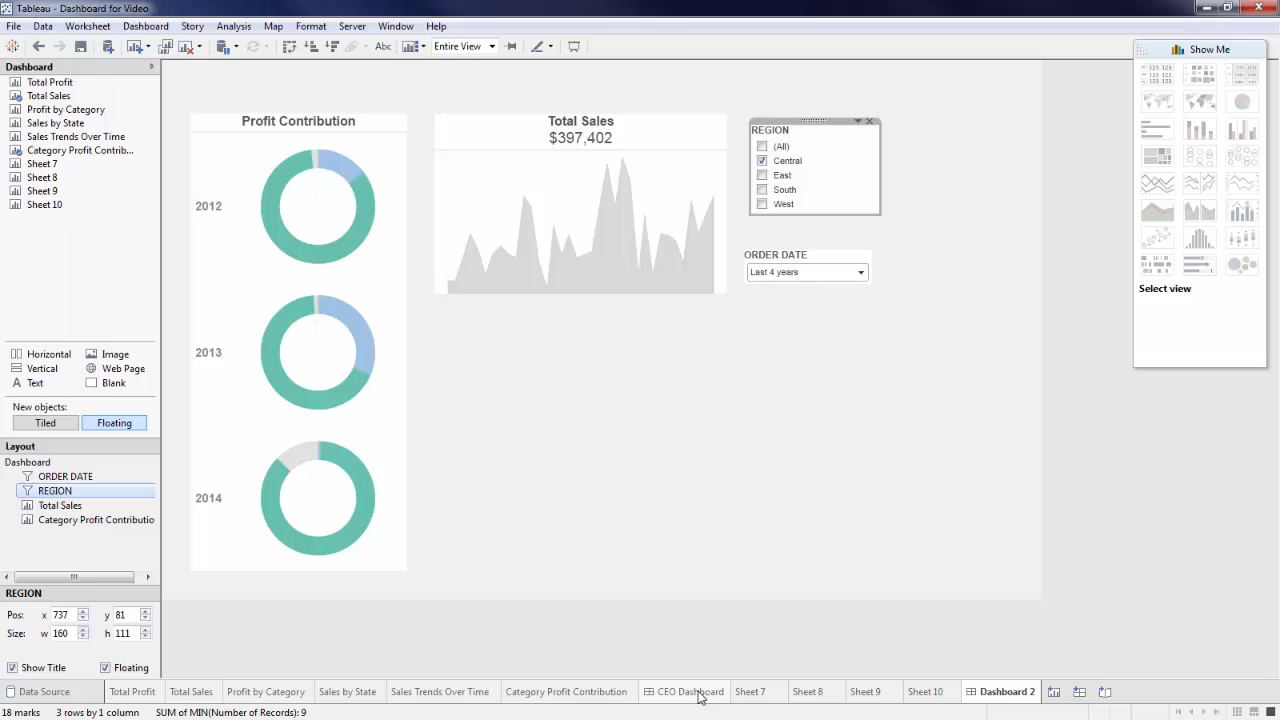 Tableau - Dashboard for Video
File Data Worksheet Dashboard Story Analysis Map Format Server Window Help
Abc Entire View
Show Me
Dashboard
Total Profit
Total Sales
Profit by Category
Sales by State
Sales Trends Over Time
Category Profit Contrib...
Sheet 7
Sheet 8
Sheet 9
Sheet 10
Horizontal Image
Vertical Web Page
A Text Blank
New objects:
Tiled Floating
Layout
Dashboard
ORDER DATE
REGION
Total Sales
Category Profit Contributio
REGION
Pos: x 737 y 81
Size: w 160 h 111
Show Title Floating
Profit Contribution
2012
2013
2014
Total Sales
$397,402
REGION
(All)
Central
East
South
West
ORDER DATE
Last 4 years
Select view
Data Source Total Profit Total Sales Profit by Category Sales by State Sales Trends Over Time Category Profit Contribution CEO Dashboard Sheet 7 Sheet 8 Sheet 9 Sheet 10 Dashboard 2
18 marks 3 rows by 1 column SUM of MIN(Number of Records): 9